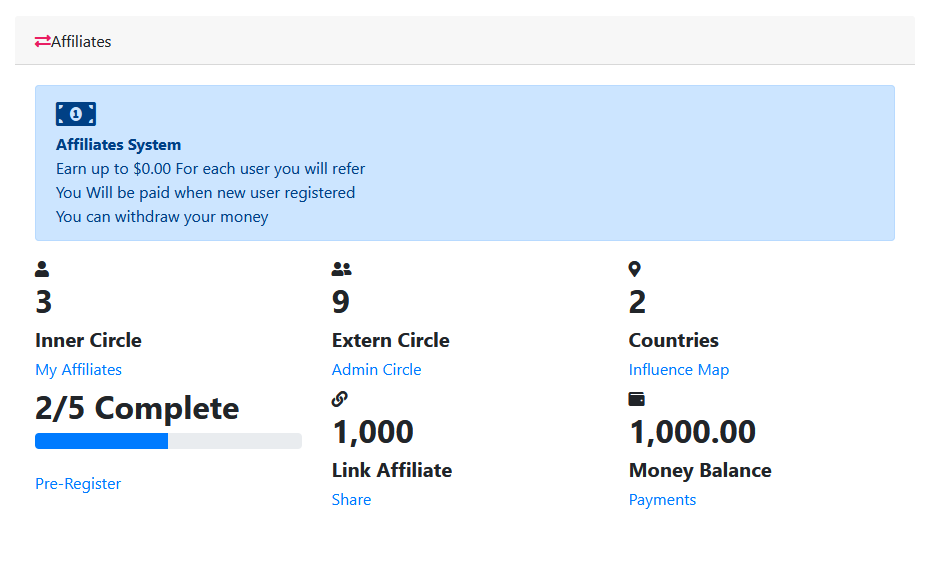 Affiliates
1
Affiliates System
Earn up to $0.00 For each user you will refer
You Will be paid when new user registered
You can withdraw your money
3
Inner Circle
My Affiliates
9
Extern Circle
Admin Circle
2
Countries
Influence Map
2/5 Complete
Pre-Register
1,000
Link Affiliate
Share
1,000.00
Money Balance
Payments